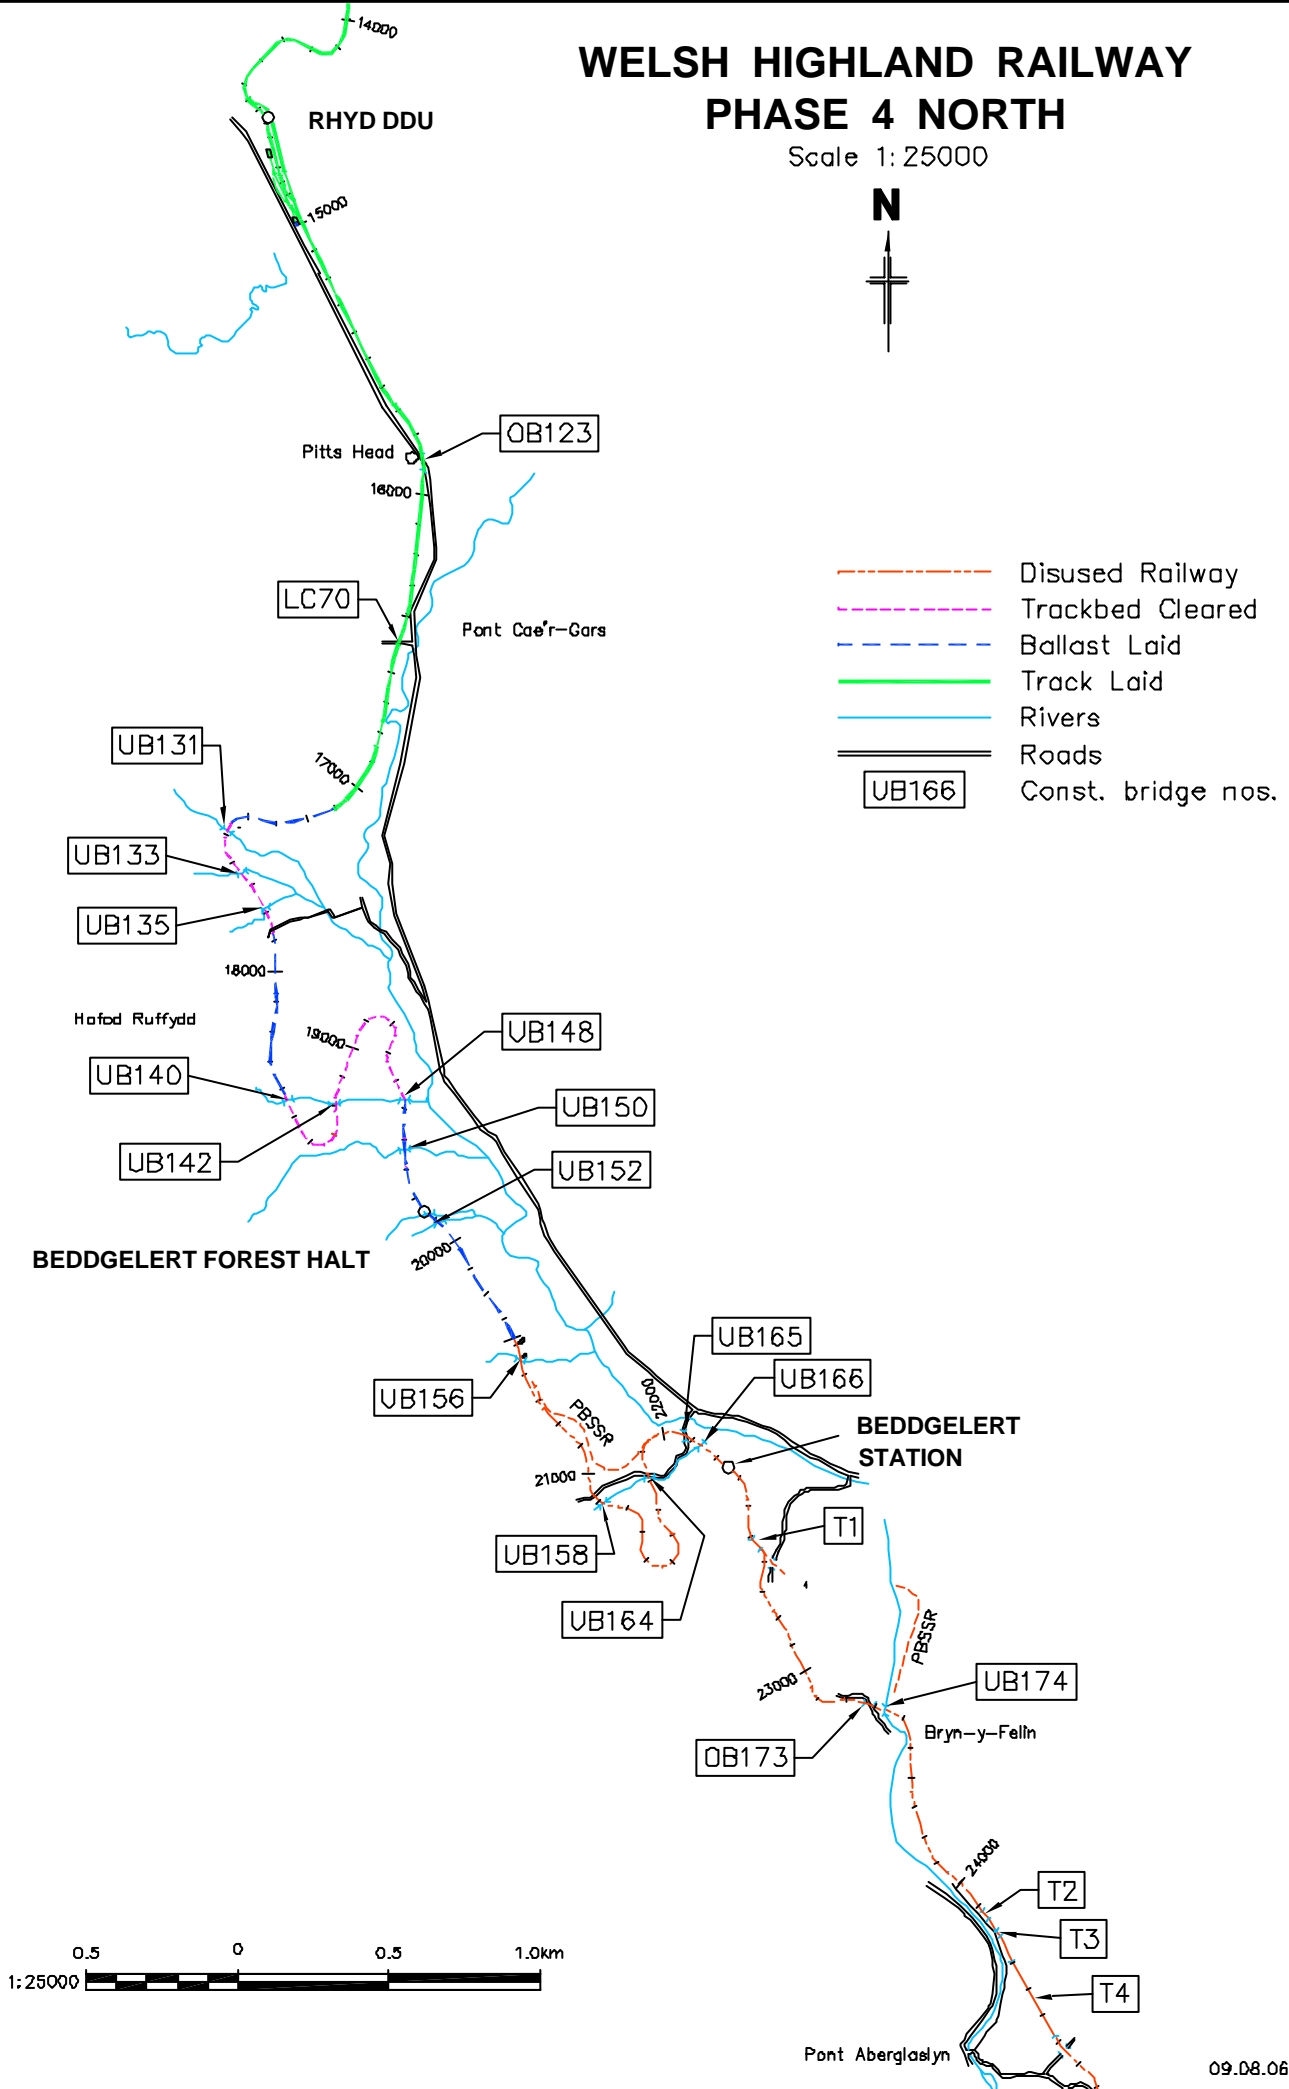 WELSH HIGHLAND RAILWAY
PHASE 4 NORTH
Scale 1:25000
N
14000
RHYD DDU
15000
OB123
Pitts Head
16000
LC70
Pont Cae'r-Gars
Disused Railway
Trackbed Cleared
Ballast Laid
Track Laid
Rivers
Roads
UB166 Const. bridge nos.
UB131
17000
UB133
UB135
18000
Hafod Ruffydd
19000
UB148
UB140
UB150
UB142
UB152
BEDDGELERT FOREST HALT
20000
UB165
UB166
UB156
22000
PBSSR
BEDDGELERT
STATION
21000
T1
UB158
UB164
PBSSR
23000
UB174
Bryn-y-Felin
OB173
24000
T2
T3
T4
0.5 0 0.5 1.0km
1:25000
Pont Aberglaslyn
09.08.06